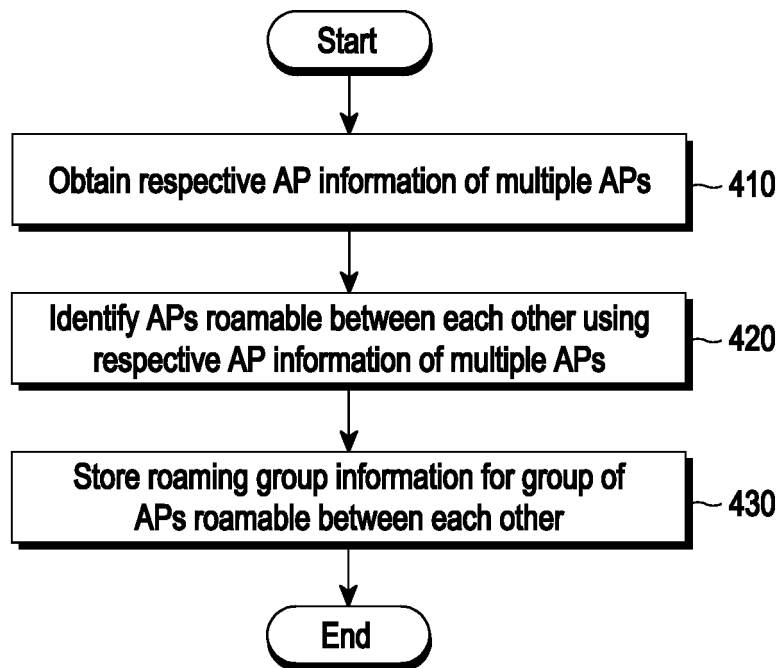 Start
Obtain respective AP information of multiple APs
410
Identify APs roamable between each other using
respective AP information of multiple APs
420
Store roaming group information for group of
APs roamable between each other
430
End